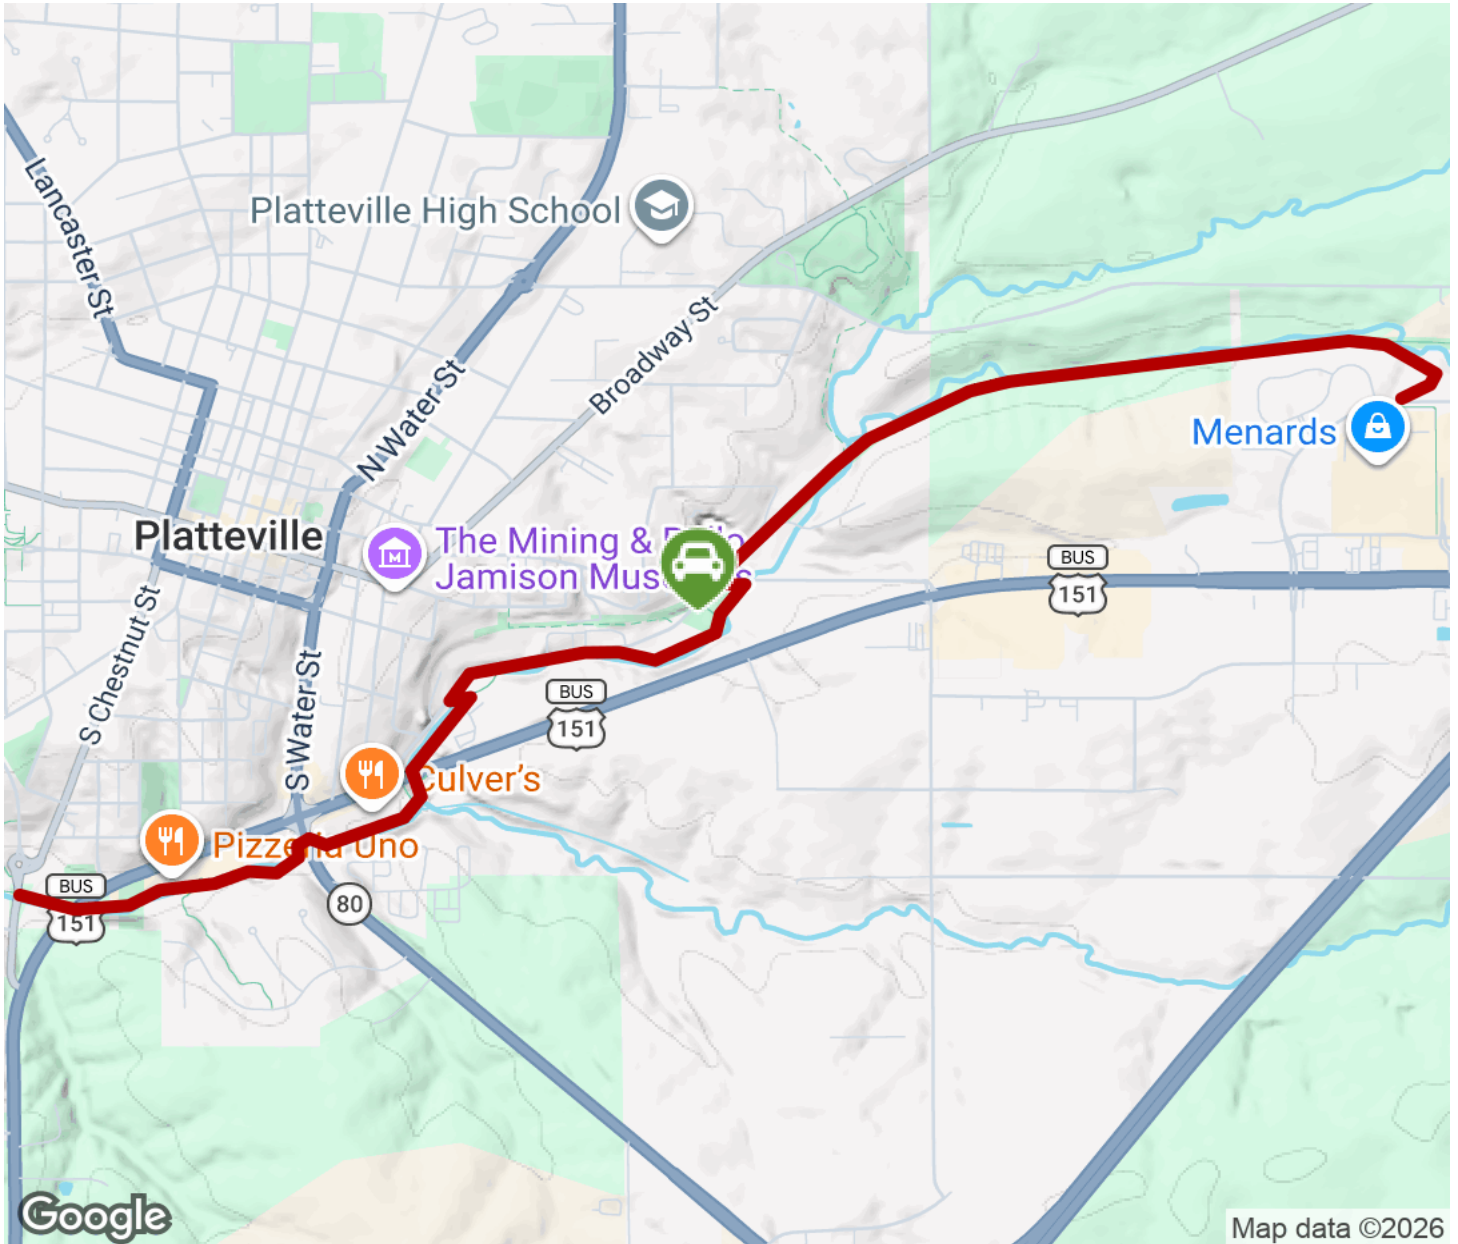 Lancaster St
Platteville High School
Broadway St
N Water St
Menards
Platteville
The Mining &
Jamison
BUS
151
S Chestnut St
S Water St
BUS
151
Culver's
Pizzeria Uno
BUS
151
80
Google
Map data ©2026